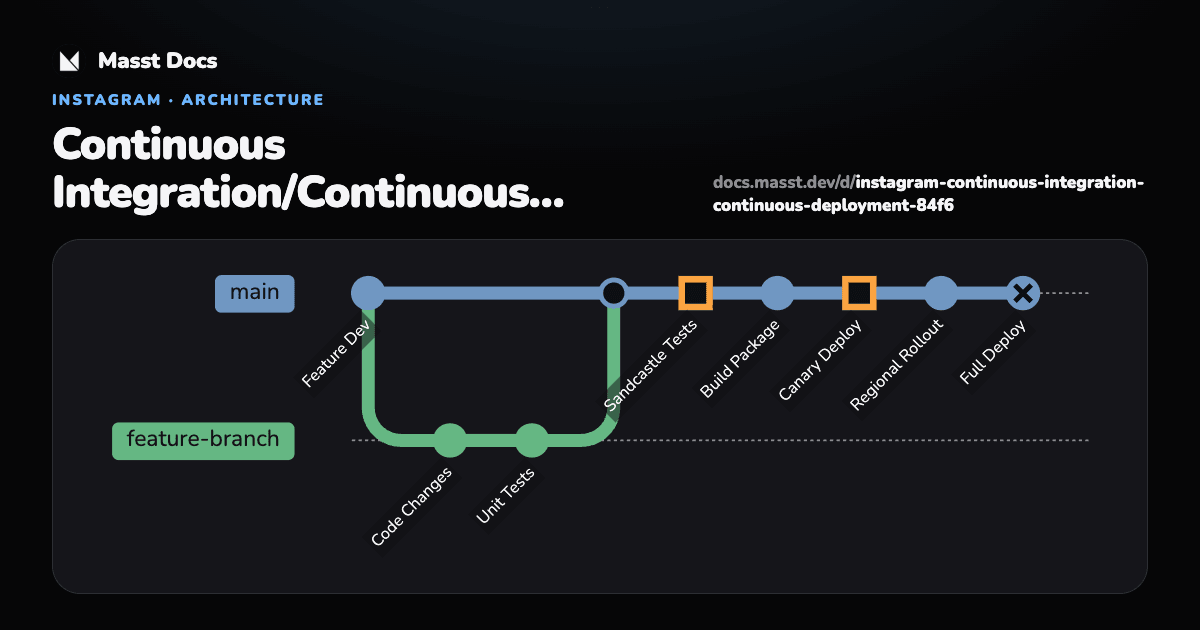 Masst Docs
INSTAGRAM · ARCHITECTURE
Continuous
Integration/Continuous...
docs.masst.dev/d/instagram-continuous-integration-
continuous-deployment-84f6
main
Feature Dev
Sandcastle Tests
Build Package
Canary Deploy
Regional Rollout
Full Deploy
feature-branch
Code Changes
Unit Tests